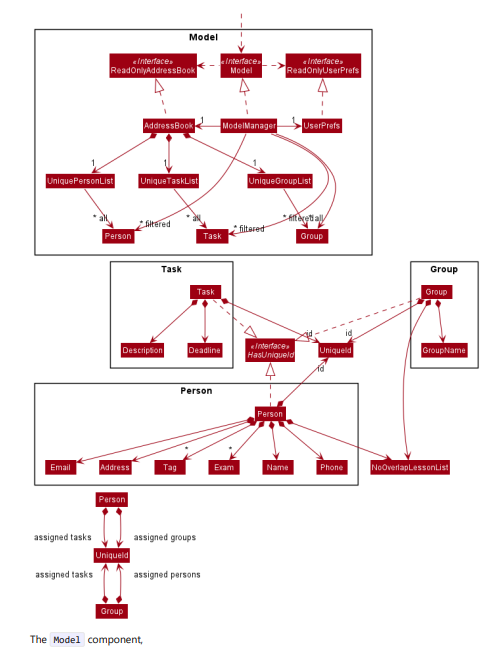 Model
«Interface»
ReadOnlyAddressBook
«Interface»
Model
«Interface»
ReadOnlyUserPrefs
AddressBook
1
ModelManager
1
UserPrefs
1
1
1
UniquePersonList
UniqueTaskList
UniqueGroupList
* all
* filtered
* all
* filtered
* filtered
* all
Person
Task
Group
Task
Group
Task
Group
id
id
Description
Deadline
«Interface»
HasUniqueId
UniqueId
GroupName
id
Person
Person
*
*
Email
Address
Tag
Exam
Name
Phone
NoOverlapLessonList
Person
assigned tasks
assigned groups
UniqueId
assigned tasks
assigned persons
Group
The Model component,